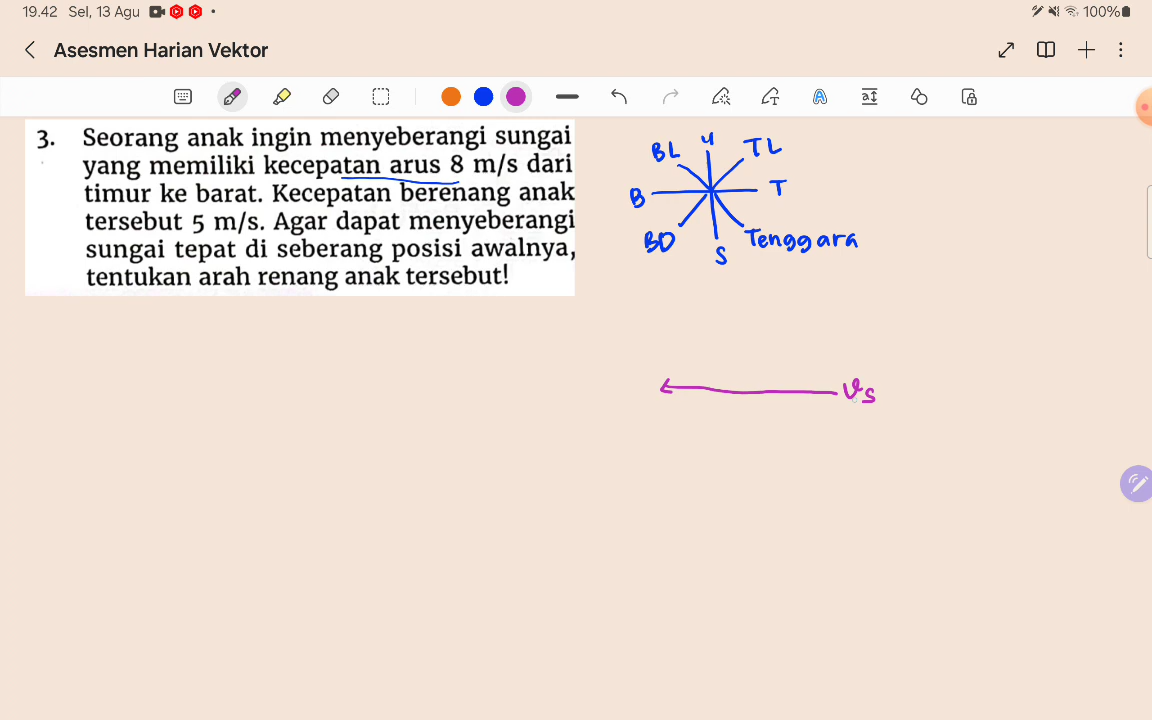 19.42 Sel, 13 Agu
100%
Asesmen Harian Vektor
3. Seorang anak ingin menyeberangi sungai
yang memiliki kecepatan arus 8 m/s dari
timur ke barat. Kecepatan berenang anak
tersebut 5 m/s. Agar dapat menyeberangi
sungai tepat di seberang posisi awalnya,
tentukan arah renang anak tersebut!
BL U TL
B T
BD S Tenggara
vs